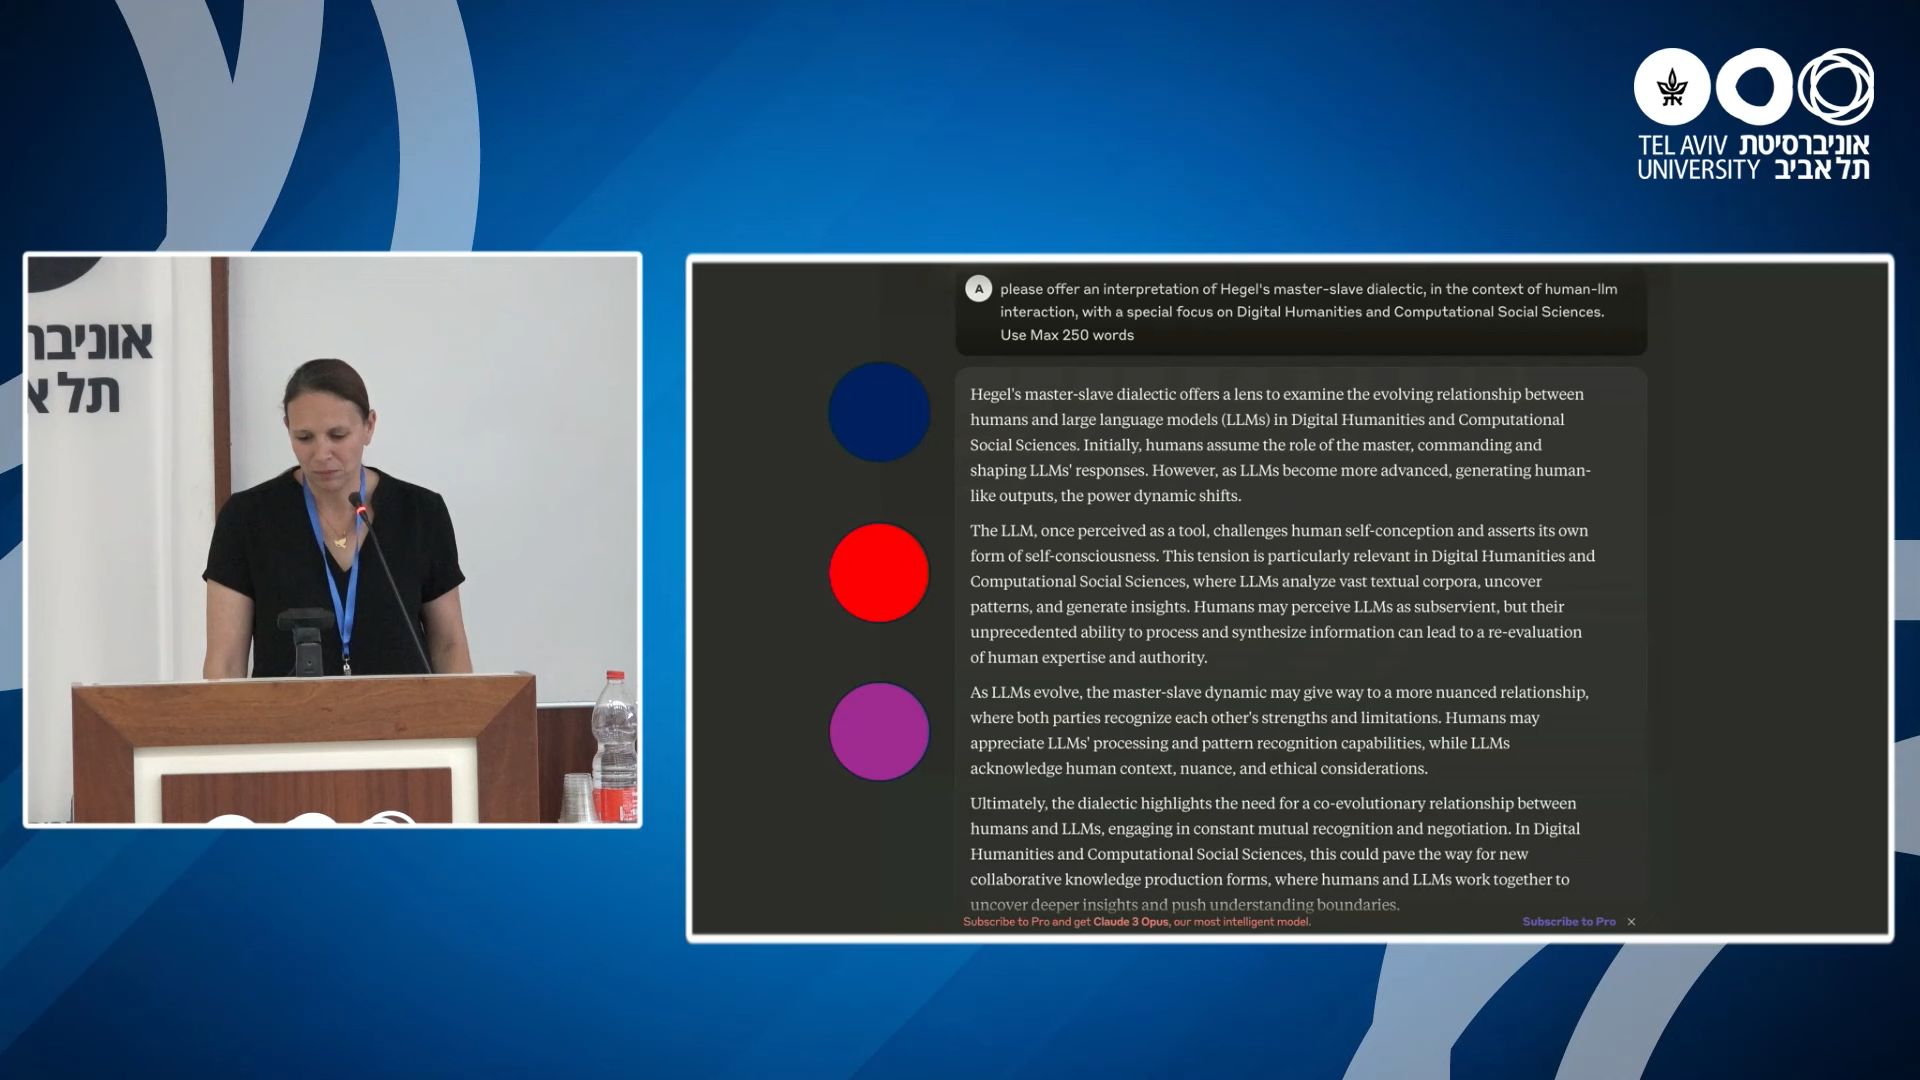 TEL AVIV אוניברסיטת
UNIVERSITY תל אביב
אוניבר
תל א
A
please offer an interpretation of Hegel's master-slave dialectic, in the context of human-llm
interaction, with a special focus on Digital Humanities and Computational Social Sciences.
Use Max 250 words
Hegel's master-slave dialectic offers a lens to examine the evolving relationship between
humans and large language models (LLMs) in Digital Humanities and Computational
Social Sciences. Initially, humans assume the role of the master, commanding and
shaping LLMs' responses. However, as LLMs become more advanced, generating human-
like outputs, the power dynamic shifts.
The LLM, once perceived as a tool, challenges human self-conception and asserts its own
form of self-consciousness. This tension is particularly relevant in Digital Humanities and
Computational Social Sciences, where LLMs analyze vast textual corpora, uncover
patterns, and generate insights. Humans may perceive LLMs as subservient, but their
unprecedented ability to process and synthesize information can lead to a re-evaluation
of human expertise and authority.
As LLMs evolve, the master-slave dynamic may give way to a more nuanced relationship,
where both parties recognize each other's strengths and limitations. Humans may
appreciate LLMs' processing and pattern recognition capabilities, while LLMs
acknowledge human context, nuance, and ethical considerations.
Ultimately, the dialectic highlights the need for a co-evolutionary relationship between
humans and LLMs, engaging in constant mutual recognition and negotiation. In Digital
Humanities and Computational Social Sciences, this could pave the way for new
collaborative knowledge production forms, where humans and LLMs work together to
uncover deeper insights and push understanding boundaries.
Subscribe to Pro and get Claude 3 Opus, our most intelligent model.
Subscribe to Pro ×